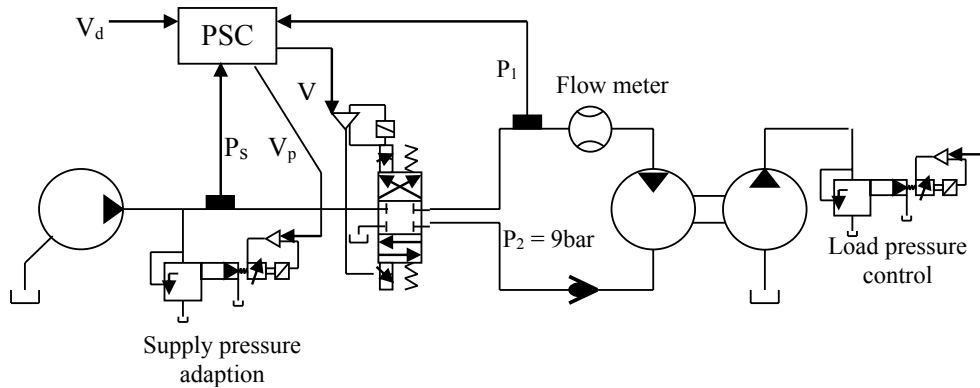 V_d
PSC
P_1
V
Flow meter
P_s
V_p
P_2 = 9bar
Load pressure
control
Supply pressure
adaption